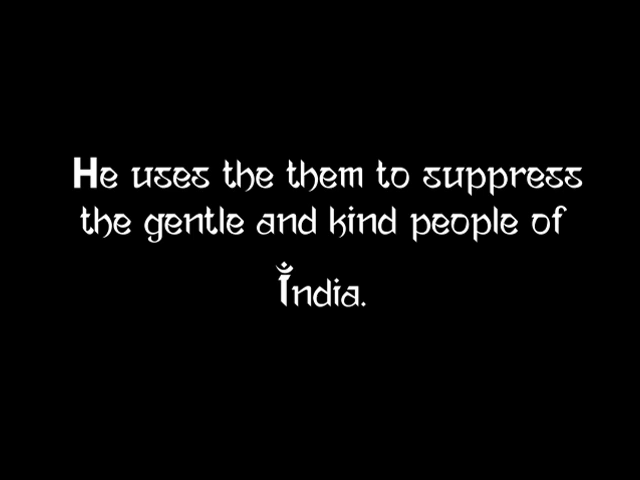 He uses the them to suppress
the gentle and kind people of
India.